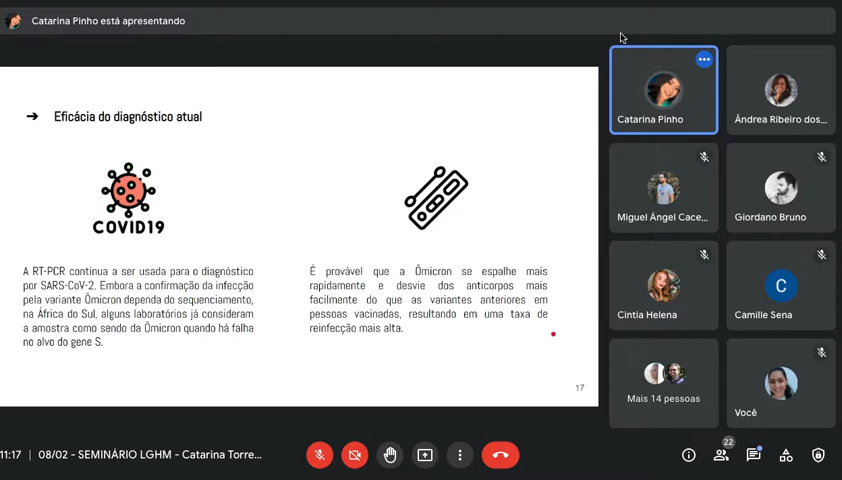 Catarina Pinho está apresentando
➔ Eficácia do diagnóstico atual
COVID19
A RT-PCR continua a ser usada para o diagnóstico
por SARS-CoV-2. Embora a confirmação da infecção
pela variante Ômicron dependa do sequenciamento,
na África do Sul, alguns laboratórios já consideram
a amostra como sendo da Ômicron quando há falha
no alvo do gene S.
É provável que a Ômicron se espalhe mais
rapidamente e desvie dos anticorpos mais
facilmente do que as variantes anteriores em
pessoas vacinadas, resultando em uma taxa de
reinfecção mais alta.
17
Catarina Pinho
Ândrea Ribeiro dos...
Miguel Ángel Cace...
Giordano Bruno
Cintia Helena
C
Camille Sena
Mais 14 pessoas
Você
11:17 | 08/02 - SEMINÁRIO LGHM - Catarina Torre...
22